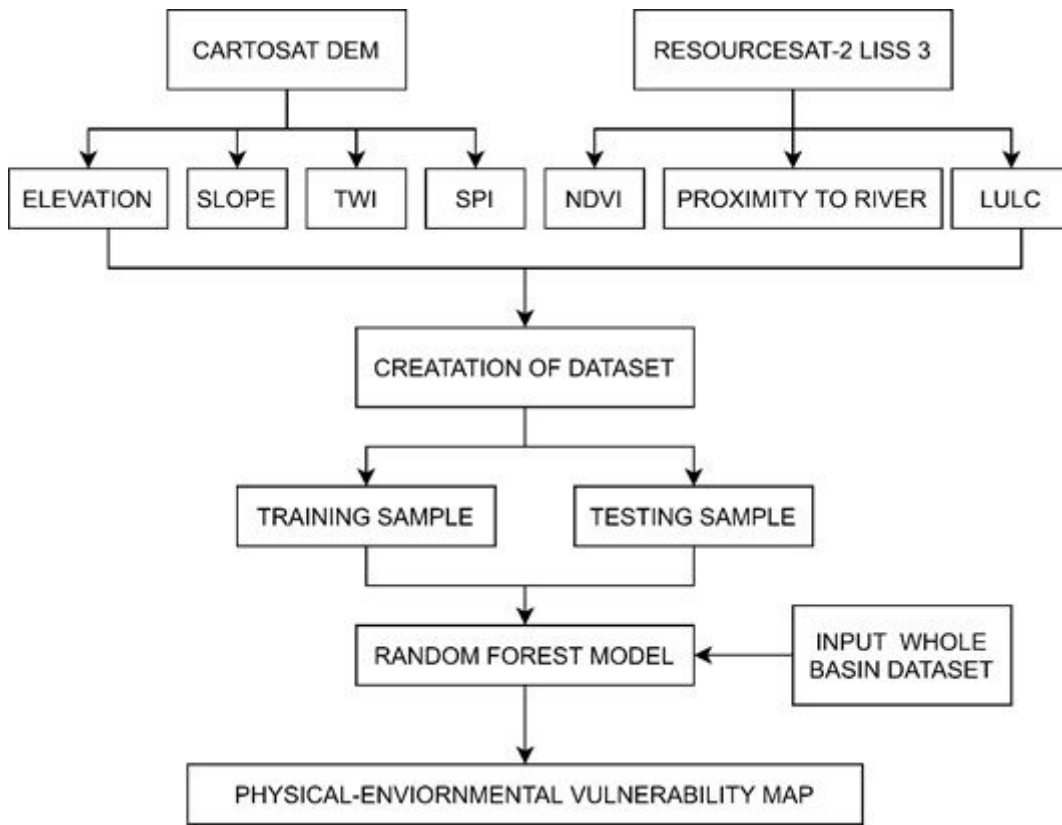 CARTOSAT DEM
RESOURCESAT-2 LISS 3
ELEVATION
SLOPE
TWI
SPI
NDVI
PROXIMITY TO RIVER
LULC
CREATATION OF DATASET
TRAINING SAMPLE
TESTING SAMPLE
RANDOM FOREST MODEL
INPUT WHOLE
BASIN DATASET
PHYSICAL-ENVIORNMENTAL VULNERABILITY MAP